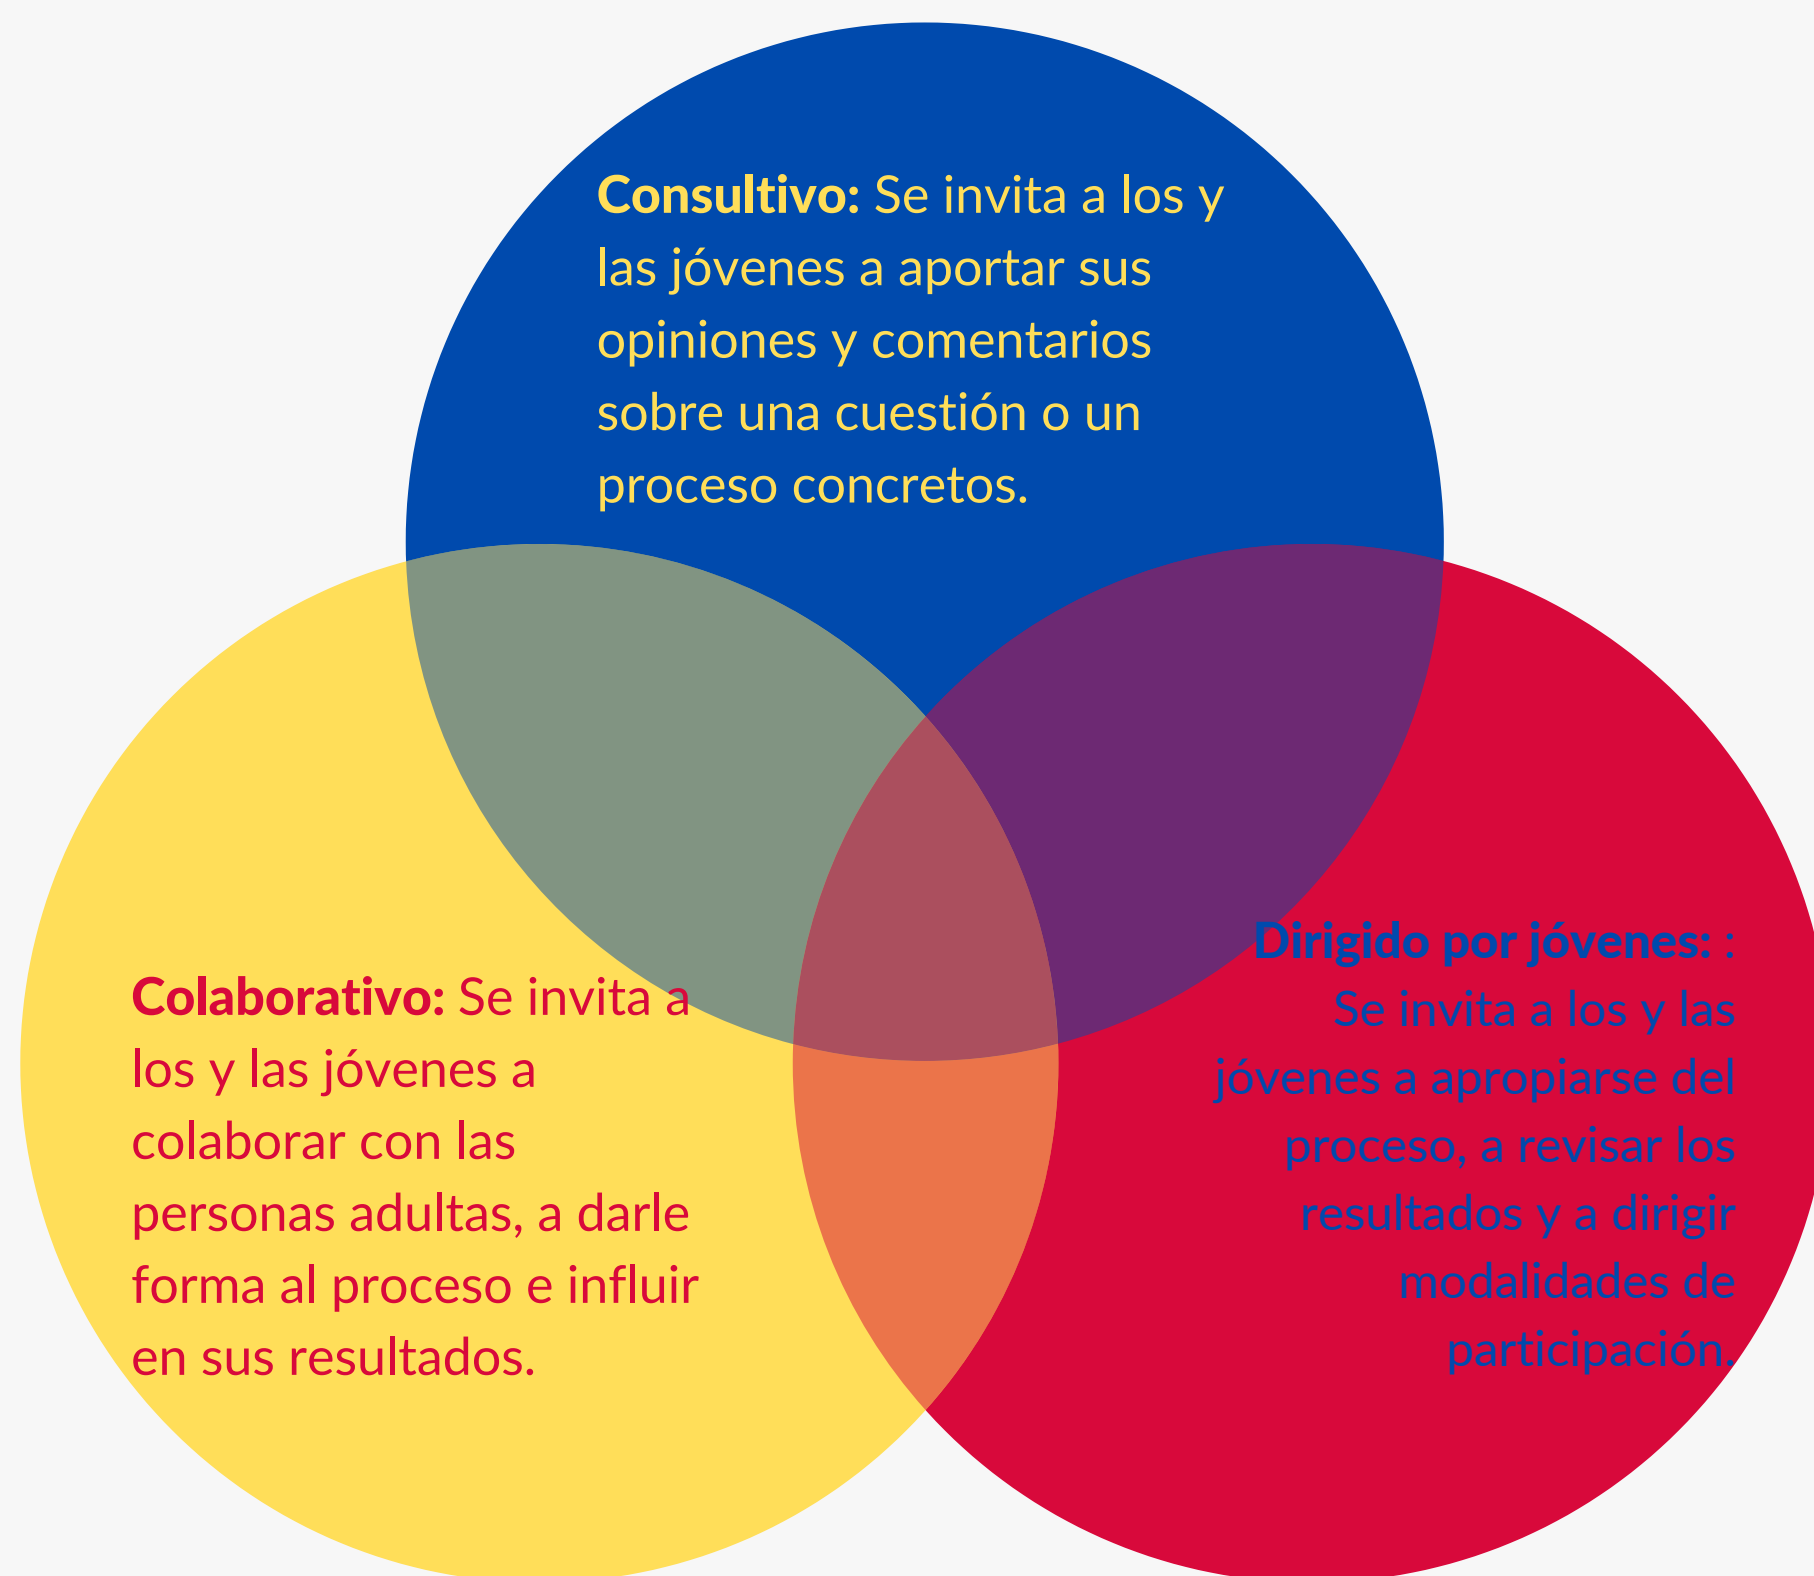 Consultivo: Se invita a los y
las jóvenes a aportar sus
opiniones y comentarios
sobre una cuestión o un
proceso concretos.
Colaborativo: Se invita a
los y las jóvenes a
colaborar con las
personas adultas, a darle
forma al proceso e influir
en sus resultados.
Dirigido por jóvenes: :
Se invita a los y las
jóvenes a apropiarse del
proceso, a revisar los
resultados y a dirigir
modalidades de
participación.